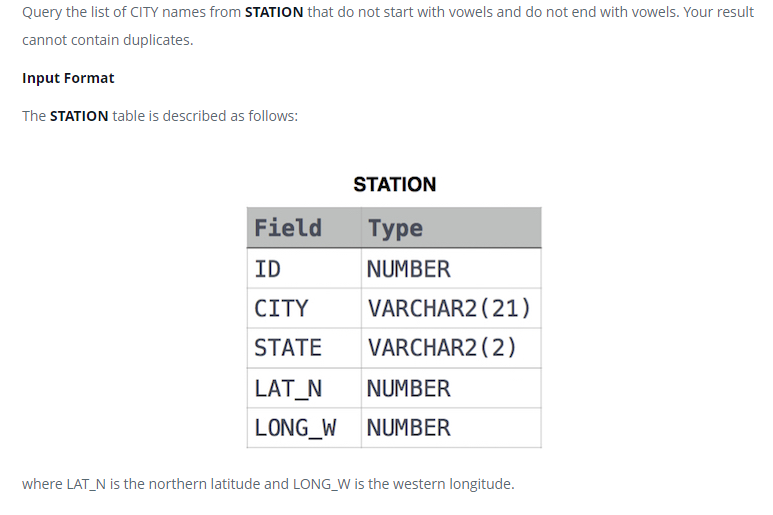 Query the list of CITY names from STATION that do not start with vowels and do not end with vowels. Your result
cannot contain duplicates.
Input Format
The STATION table is described as follows:
STATION
Field Type
ID NUMBER
CITY VARCHAR2(21)
STATE VARCHAR2(2)
LAT_N NUMBER
LONG_W NUMBER
where LAT_N is the northern latitude and LONG_W is the western longitude.